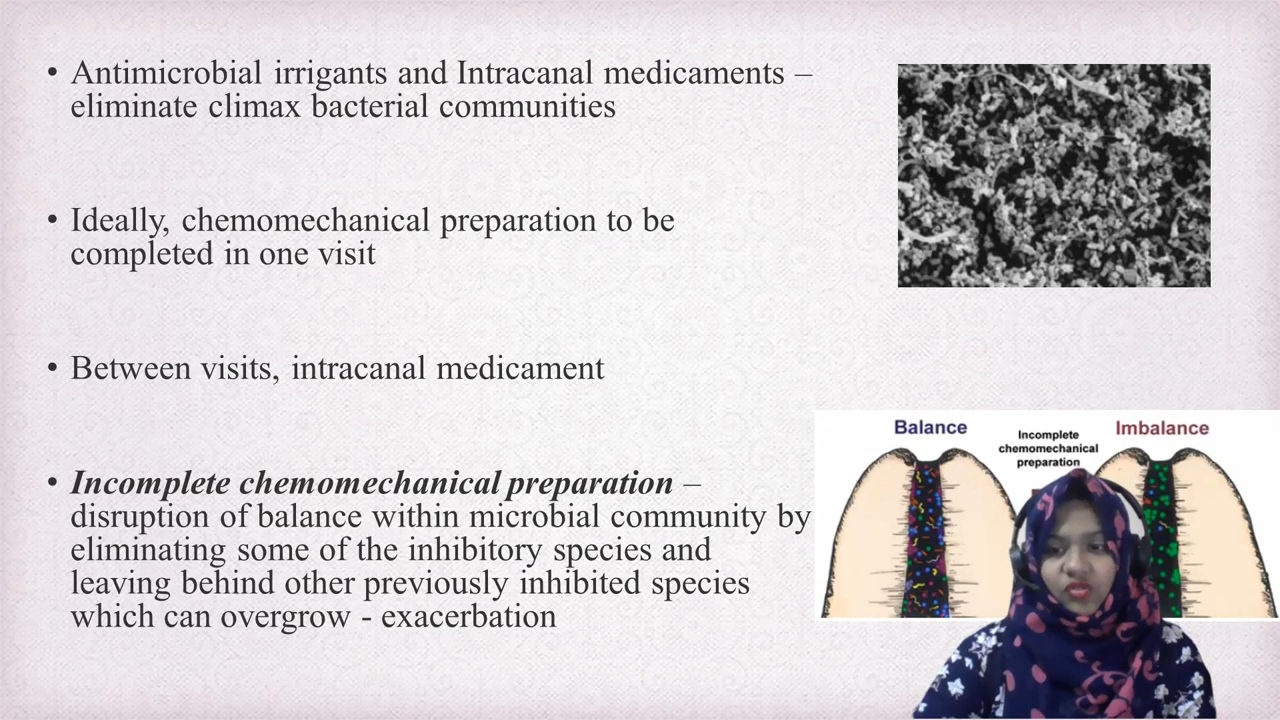 • Antimicrobial irrigants and Intracanal medicaments –
eliminate climax bacterial communities
• Ideally, chemomechanical preparation to be
completed in one visit
• Between visits, intracanal medicament
• Incomplete chemomechanical preparation –
disruption of balance within microbial community by
eliminating some of the inhibitory species and
leaving behind other previously inhibited species
which can overgrow - exacerbation
Balance
Incomplete
chemomechanical
preparation
Imbalance